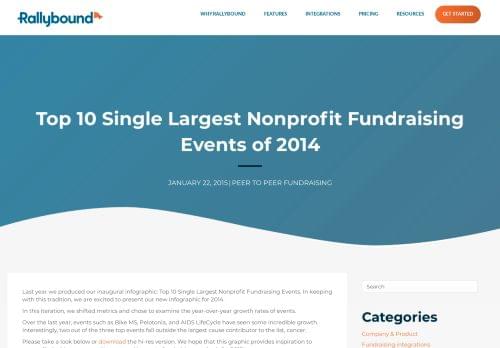 Rallybound
WHY RALLYBOUND FEATURES INTEGRATIONS PRICING RESOURCES GET STARTED
Top 10 Single Largest Nonprofit Fundraising
Events of 2014
JANUARY 22, 2015 | PEER TO PEER FUNDRAISING
Last year we produced our inaugural infographic: Top 10 Single Largest Nonprofit Fundraising Events. In keeping
with this tradition, we are excited to present our new infographic for 2014
In this iteration, we shifted metrics and chose to examine the year-over-year growth rates of events.
Over the last year, events such as Bike MS, Pelotonia, and AIDS LifeCycle have seen some incredible growth.
Interestingly, two out of the three top events fall outside the largest cause contributor to the list, cancer.
Please take a look below or download the hi-res version. We hope that this graphic provides inspiration to
Search
Categories
Company & Product
Fundraising Integrations